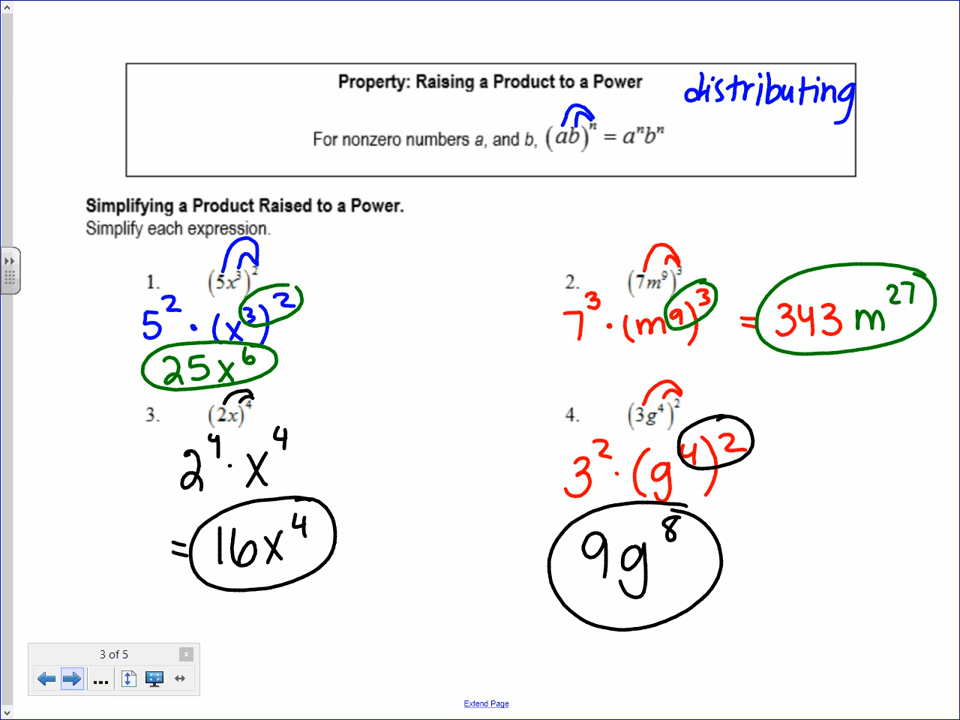 Property: Raising a Product to a Power
distributing
For nonzero numbers a, and b, (ab)ⁿ = aⁿbⁿ
Simplifying a Product Raised to a Power.
Simplify each expression.
1. (5x³)²
5² · (x³)²
25x⁶
2. (7m⁹)³
7³ · (m⁹)³ = 343 m²⁷
3. (2x)⁴
2⁴ · x⁴
= 16x⁴
4. (3g⁴)²
3² · (g⁴)²
9g⁸
3 of 5
Extend Page